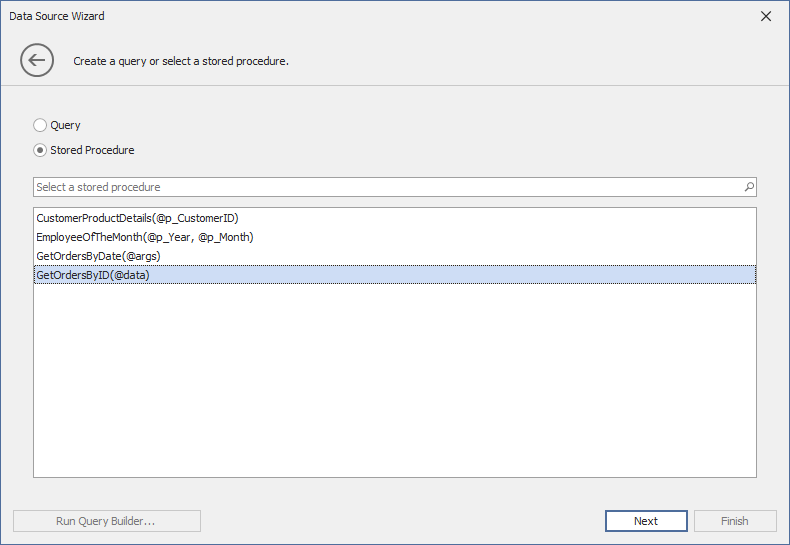 Data Source Wizard
Create a query or select a stored procedure.
Query
Stored Procedure
Select a stored procedure
CustomerProductDetails(@p_CustomerID)
EmployeeOfTheMonth(@p_Year, @p_Month)
GetOrdersByDate(@args)
GetOrdersByID(@data)
Run Query Builder...
Next
Finish